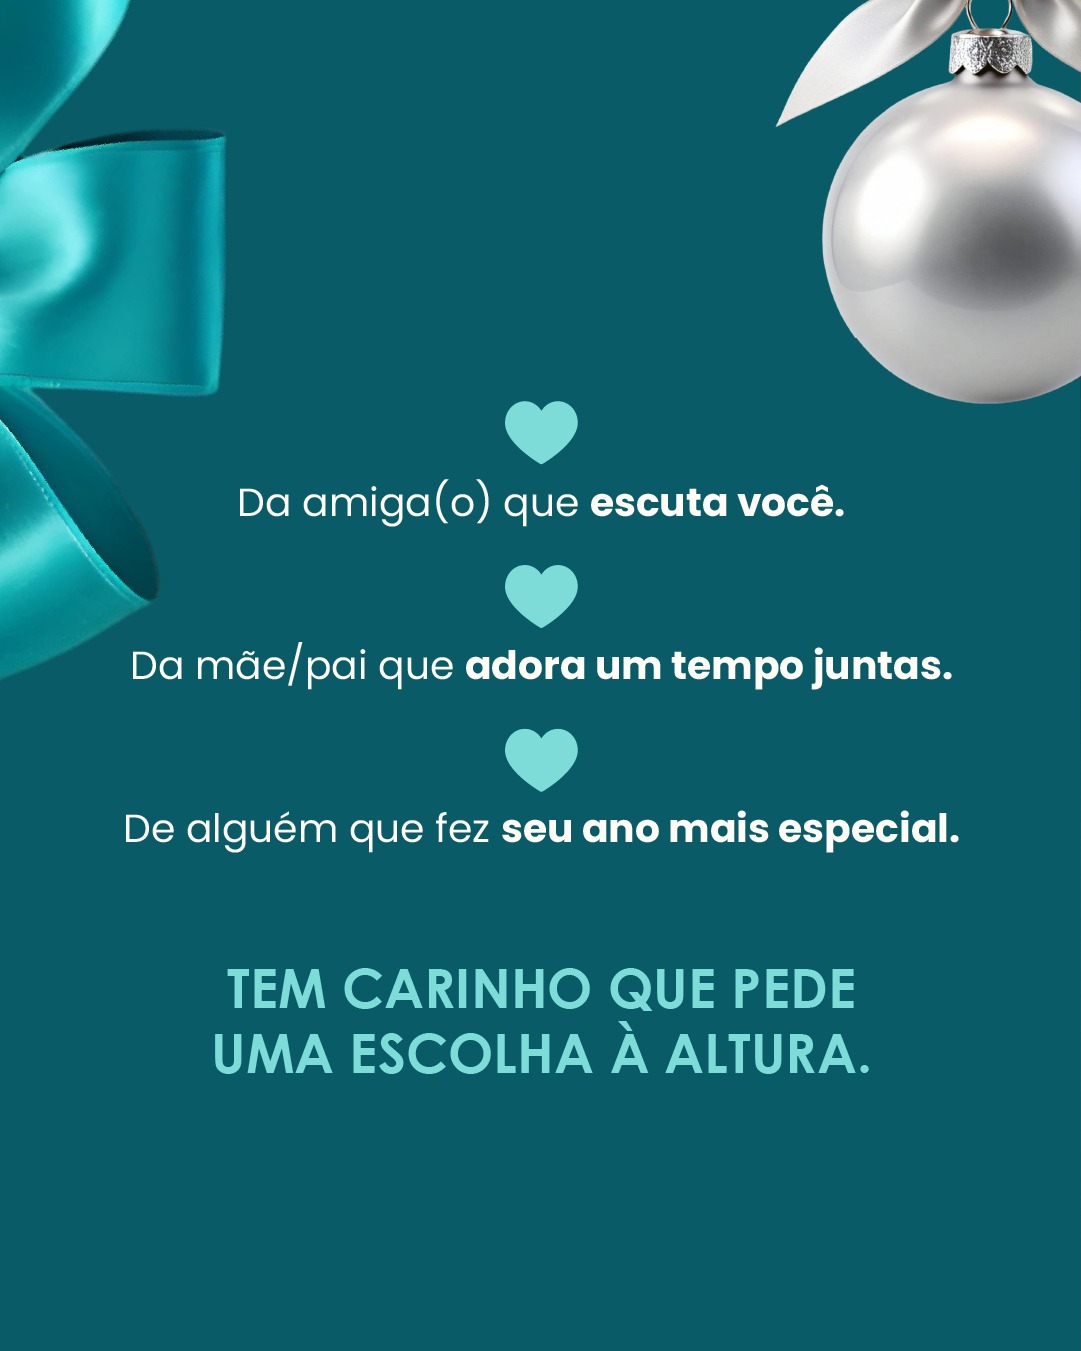 Da amiga(o) que escuta você.
Da mãe/pai que adora um tempo juntas.
De alguém que fez seu ano mais especial.
TEM CARINHO QUE PEDE
UMA ESCOLHA À ALTURA.